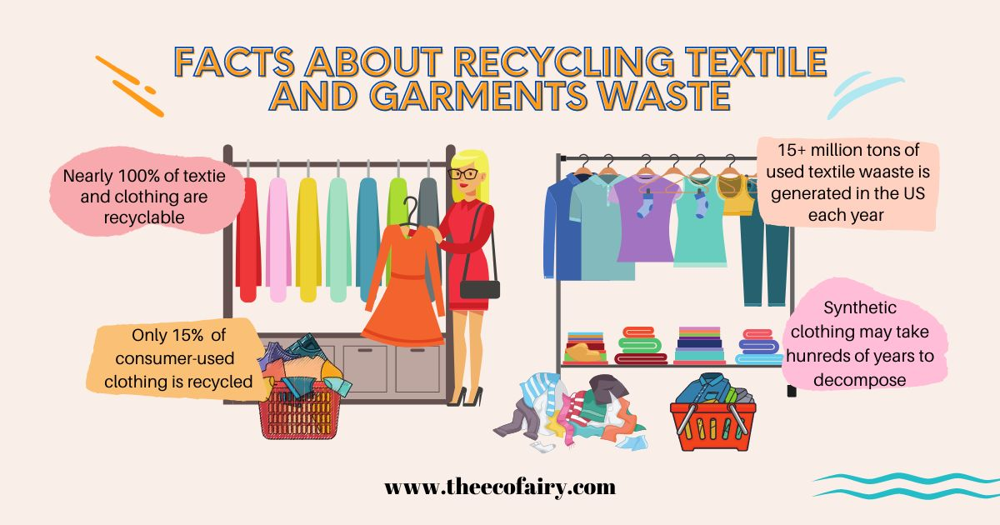 FACTS ABOUT RECYCLING TEXTILE
AND GARMENTS WASTE
Nearly 100% of textie
and clothing are
recyclable
15+ million tons of
used textile waaste is
generated in the US
each year
Only 15% of
consumer-used
clothing is recycled
Synthetic
clothing may take
hunreds of years to
decompose
www.theecofairy.com